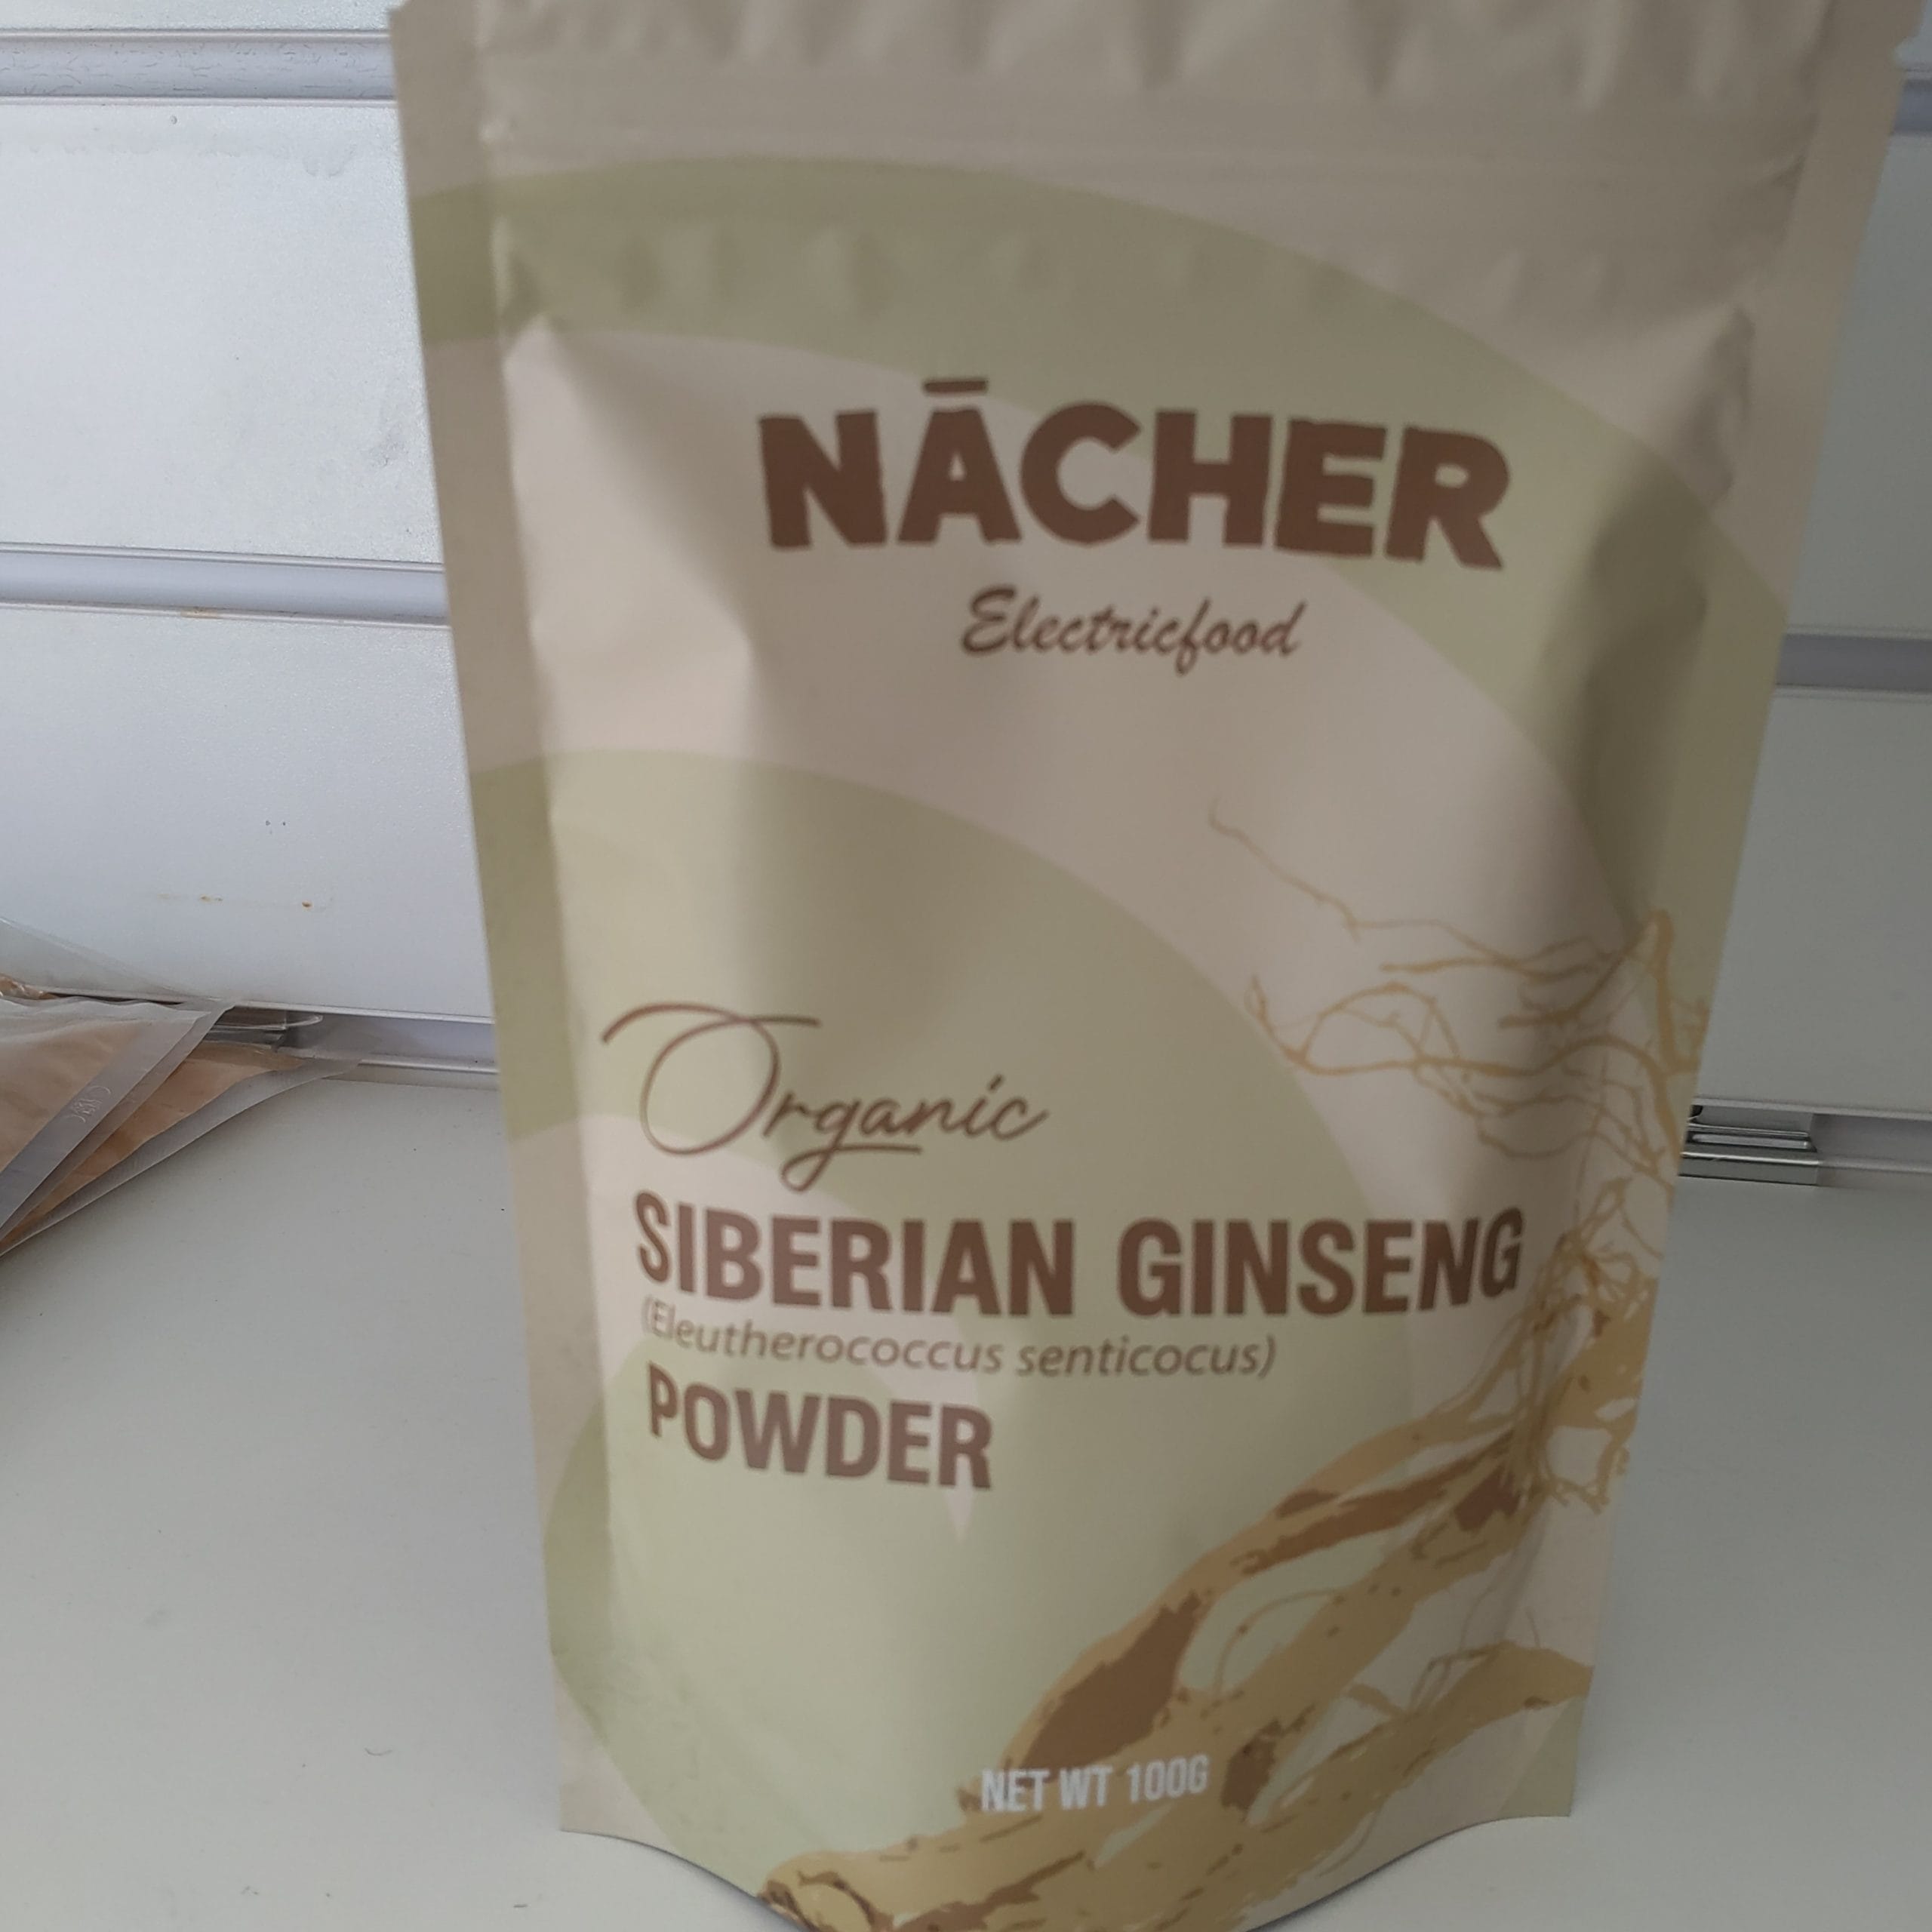 NĀCHER
Electricfood
Organic
SIBERIAN GINSENG
(Eleutherococcus senticocus)
POWDER
NET WT 100G